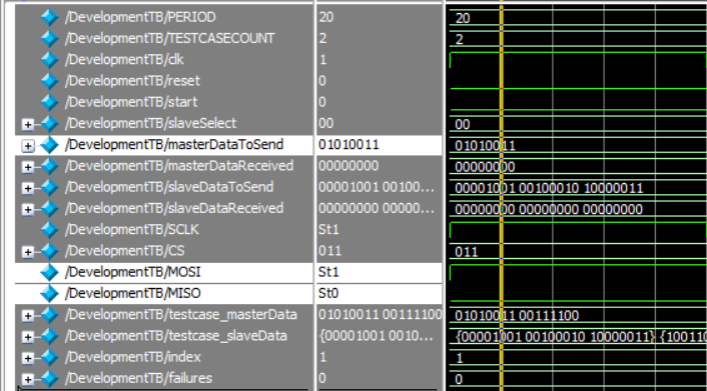 /DevelopmentTB/PERIOD 20 20
/DevelopmentTB/TESTCASECOUNT 2 2
/DevelopmentTB/clk 1
/DevelopmentTB/reset 0
/DevelopmentTB/start 0
/DevelopmentTB/slaveSelect 00 00
/DevelopmentTB/masterDataToSend 01010011 01010011
/DevelopmentTB/masterDataReceived 00000000 00000000
/DevelopmentTB/slaveDataToSend 00001001 00100... 00001001 00100010 10000011
/DevelopmentTB/slaveDataReceived 00000000 00000... 00000000 00000000 00000000
/DevelopmentTB/SCLK St1
/DevelopmentTB/CS 011 011
/DevelopmentTB/MOSI St1
/DevelopmentTB/MISO St0
/DevelopmentTB/testcase_masterData 01010011 00111100 01010011 00111100
/DevelopmentTB/testcase_slaveData {00001001 0010... {00001001 00100010 10000011} {100110
/DevelopmentTB/index 1 1
/DevelopmentTB/failures 0 0